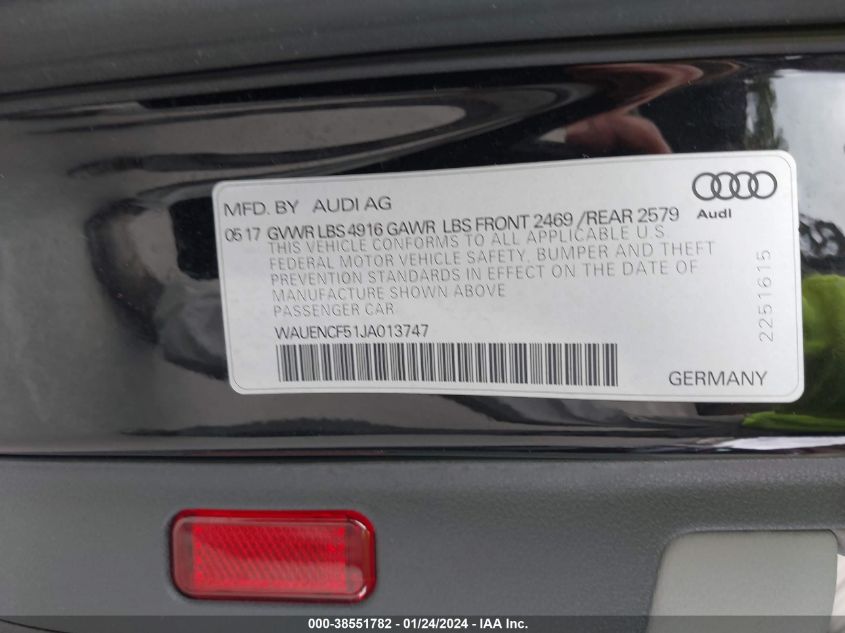 MFD. BY AUDI AG
Audi
05 17 GVWR LBS 4916 GAWR LBS FRONT 2469 /REAR 2579
THIS VEHICLE CONFORMS TO ALL APPLICABLE U.S.
FEDERAL MOTOR VEHICLE SAFETY, BUMPER AND THEFT
PREVENTION STANDARDS IN EFFECT ON THE DATE OF
MANUFACTURE SHOWN ABOVE
PASSENGER CAR
WAUENCF51JA013747
2251615
GERMANY
000-38551782 - 01/24/2024 - IAA Inc.